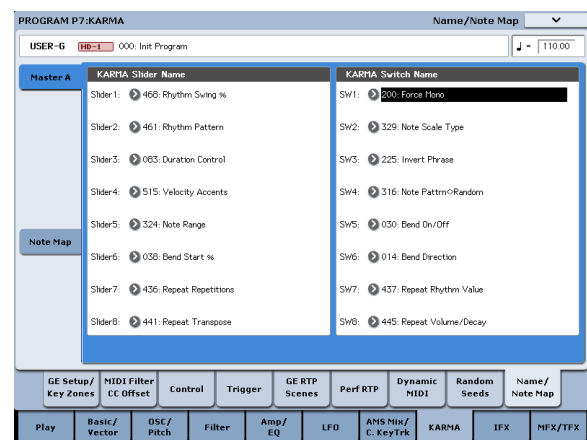 PROGRAM P7:KARMA Name/Note Map
USER-G HD-1 000: Init Program ♩ = 110.00
Master A
Note Map
KARMA Slider Name
Slider1: 468: Rhythm Swing %
Slider2: 461: Rhythm Pattern
Slider3: 083: Duration Control
Slider4: 515: Velocity Accents
Slider5: 324: Note Range
Slider6: 038: Bend Start %
Slider7: 436: Repeat Repetitions
Slider8: 441: Repeat Transpose
KARMA Switch Name
SW1: 200: Force Mono
SW2: 329: Note Scale Type
SW3: 225: Invert Phrase
SW4: 316: Note Pattrn<>Random
SW5: 030: Bend On/Off
SW6: 014: Bend Direction
SW7: 437: Repeat Rhythm Value
SW8: 445: Repeat Volume/Decay
GE Setup/
Key Zones
MIDI Filter
CC Offset
Control
Trigger
GE RTP
Scenes
Perf RTP
Dynamic
MIDI
Random
Seeds
Name/
Note Map
Play
Basic/
Vector
OSC/
Pitch
Filter
Amp/
EQ
LFO
AMS Mix/
C. KeyTrk
KARMA
IFX
MFX/TFX